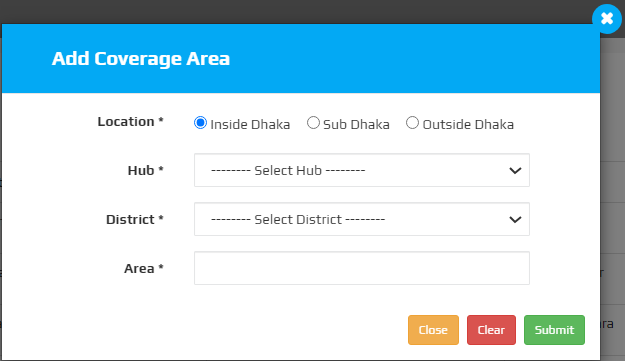 Add Coverage Area
Location * Inside Dhaka Sub Dhaka Outside Dhaka
Hub * -------- Select Hub --------
District * -------- Select District --------
Area *
Close Clear Submit